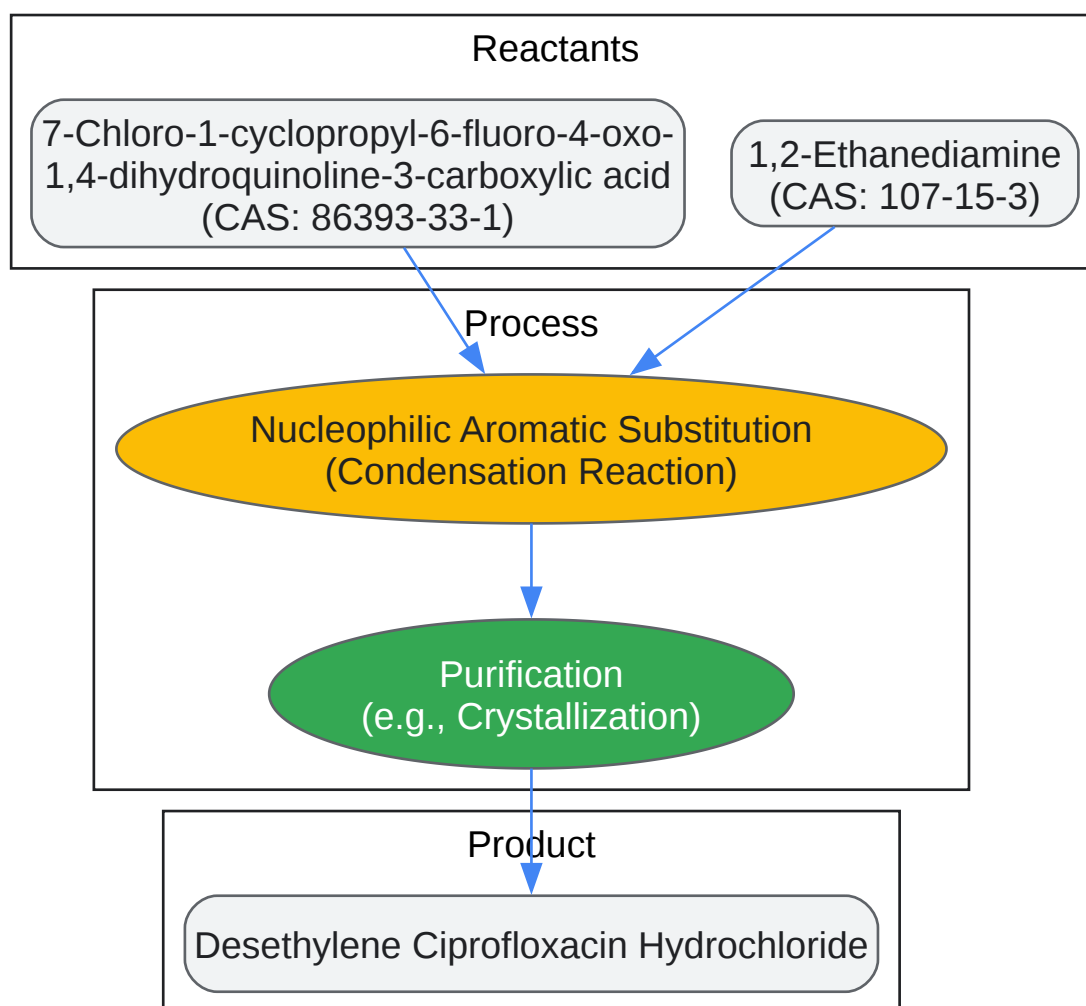 Reactants
7-Chloro-1-cyclopropyl-6-fluoro-4-oxo-
1,4-dihydroquinoline-3-carboxylic acid
(CAS: 86393-33-1)
1,2-Ethanediamine
(CAS: 107-15-3)
Process
Nucleophilic Aromatic Substitution
(Condensation Reaction)
Purification
(e.g., Crystallization)
Product
Desethylene Ciprofloxacin Hydrochloride